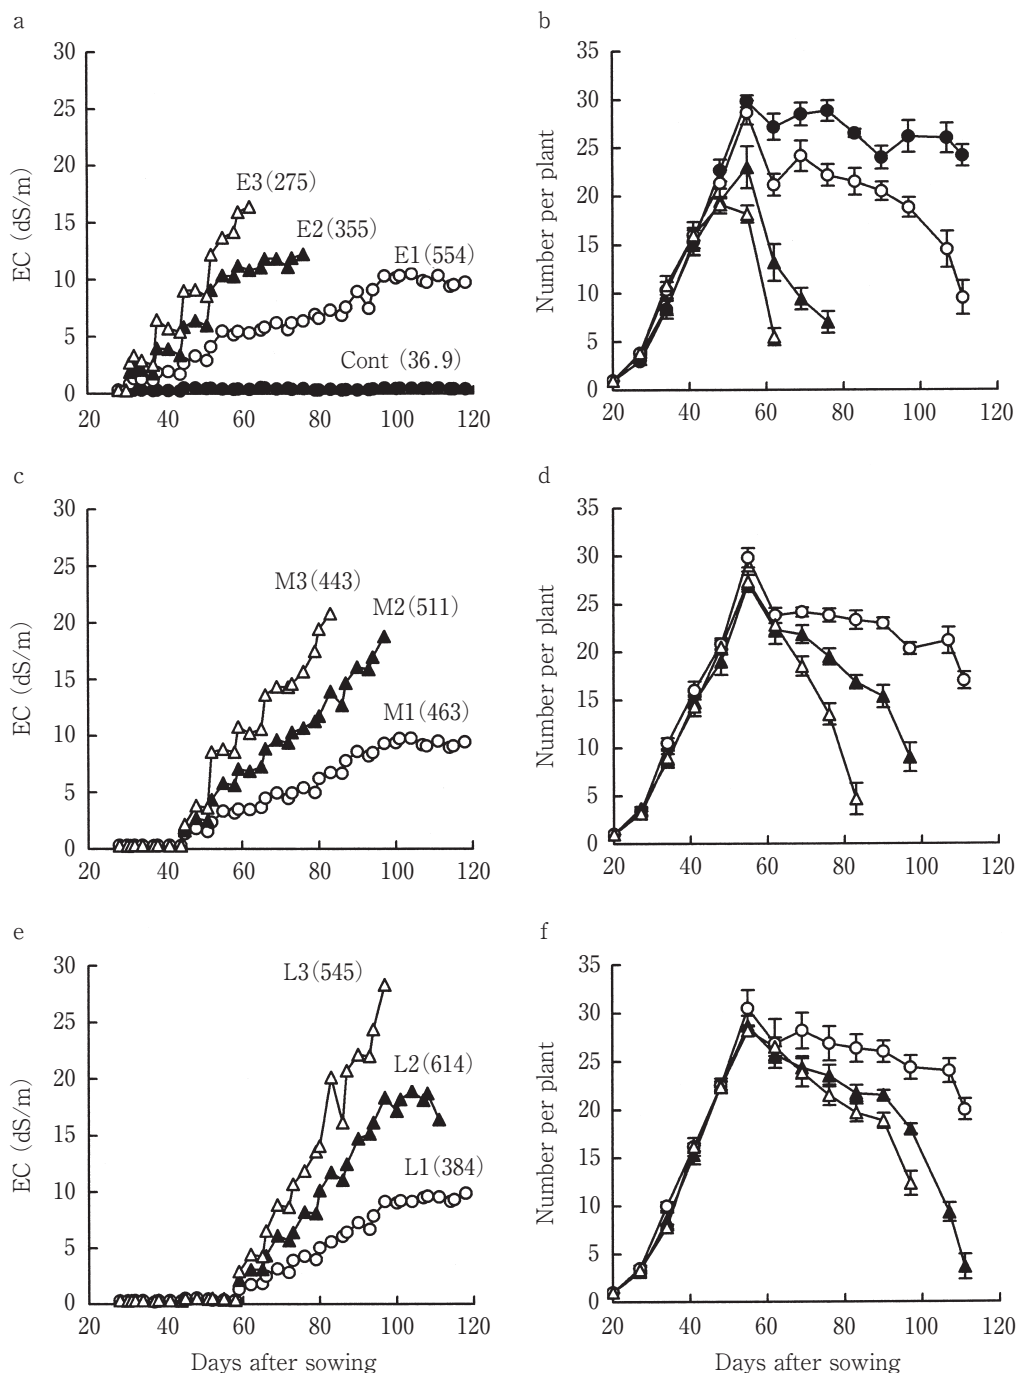 a
30
25
20
15
10
5
0
EC (dS/m)
E3(275)
E2(355)
E1(554)
Cont (36.9)
20 40 60 80 100 120
b
35
30
25
20
15
10
5
0
Number per plant
20 40 60 80 100 120
c
30
25
20
15
10
5
0
EC (dS/m)
M3(443)
M2(511)
M1(463)
20 40 60 80 100 120
d
35
30
25
20
15
10
5
0
Number per plant
20 40 60 80 100 120
e
30
25
20
15
10
5
0
EC (dS/m)
L3(545)
L2(614)
L1(384)
20 40 60 80 100 120
Days after sowing
f
35
30
25
20
15
10
5
0
Number per plant
20 40 60 80 100 120
Days after sowing